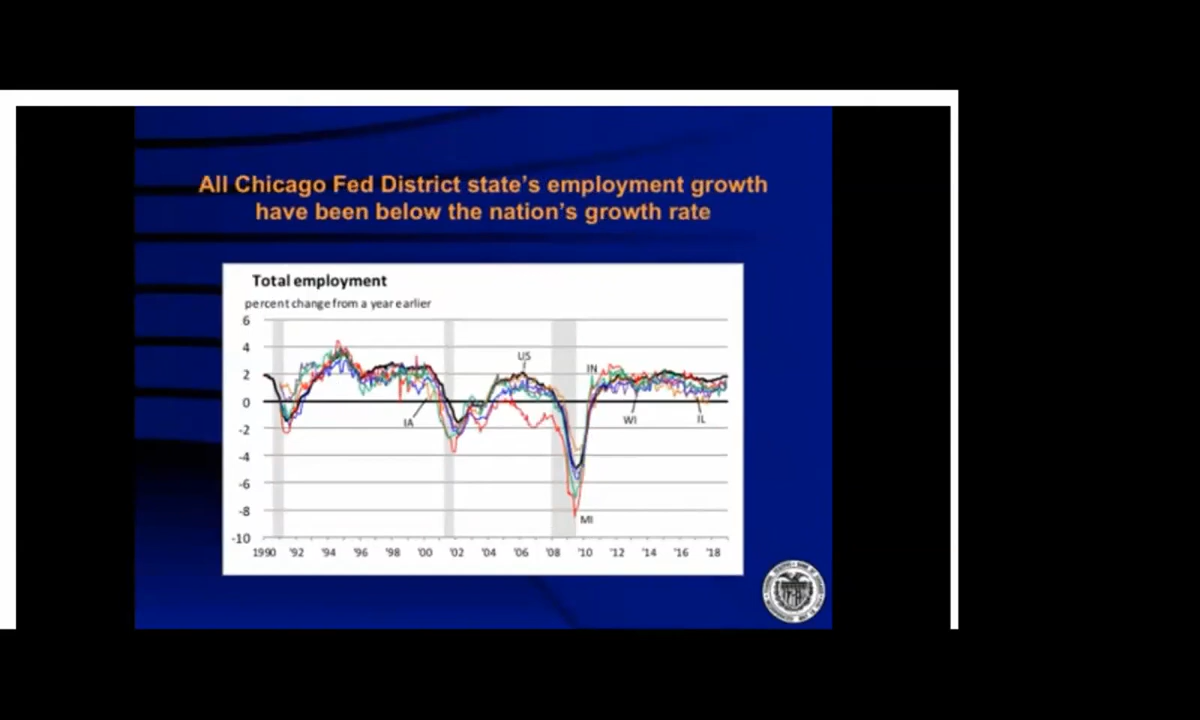 All Chicago Fed District state's employment growth
have been below the nation's growth rate
Total employment
percent change from a year earlier
6
4
2
0
-2
-4
-6
-8
-10
US
IN
IA
WI
IL
MI
1990 '92 '94 '96 '98 '00 '02 '04 '06 '08 '10 '12 '14 '16 '18